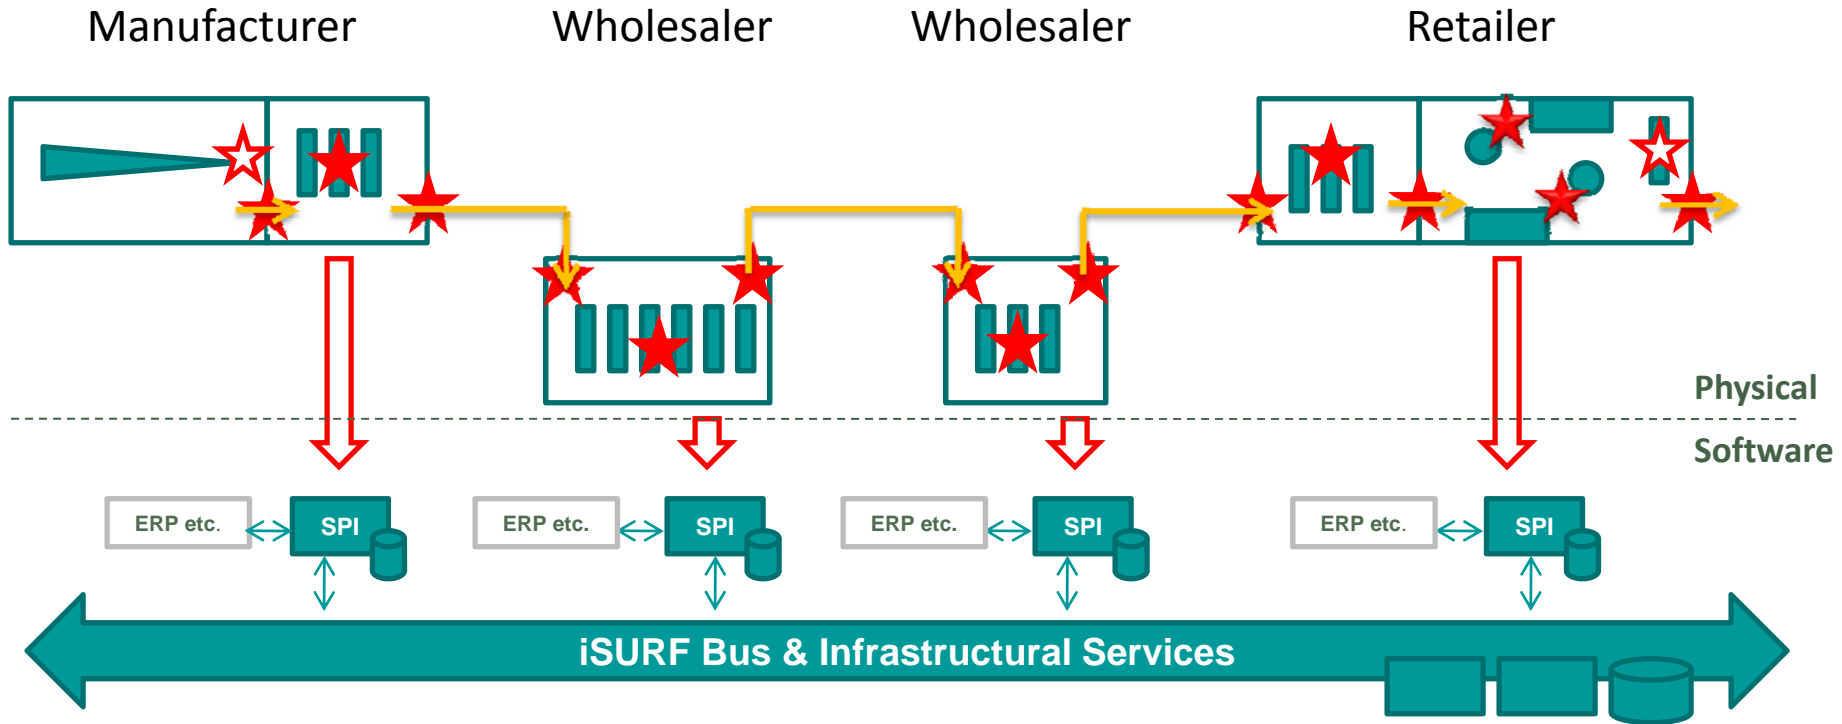 Manufacturer
Wholesaler
Wholesaler
Retailer
Physical
Software
ERP etc.
SPI
ERP etc.
SPI
ERP etc.
SPI
ERP etc.
SPI
iSURF Bus & Infrastructural Services